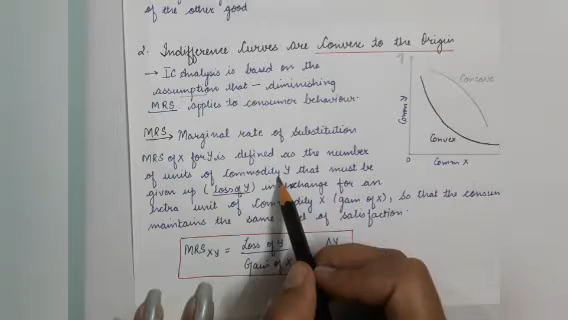 of the other good
2. Indifference Curves are Convex to the Origin
→ IC Analysis is based on the
assumption that - diminishing
MRS applies to consumer behaviour.
MRS → Marginal rate of Substitution
MRS of X for Y is defined as the number
of units of commodity Y that must be
given up (loss of Y) in exchange for an
extra unit of commodity X (gain of X), so that the consum
maintains the same of satisfaction.
MRSxy = Loss of Y ΔY
Gain of X
Comm Y
Concave
Convex
O Comm X